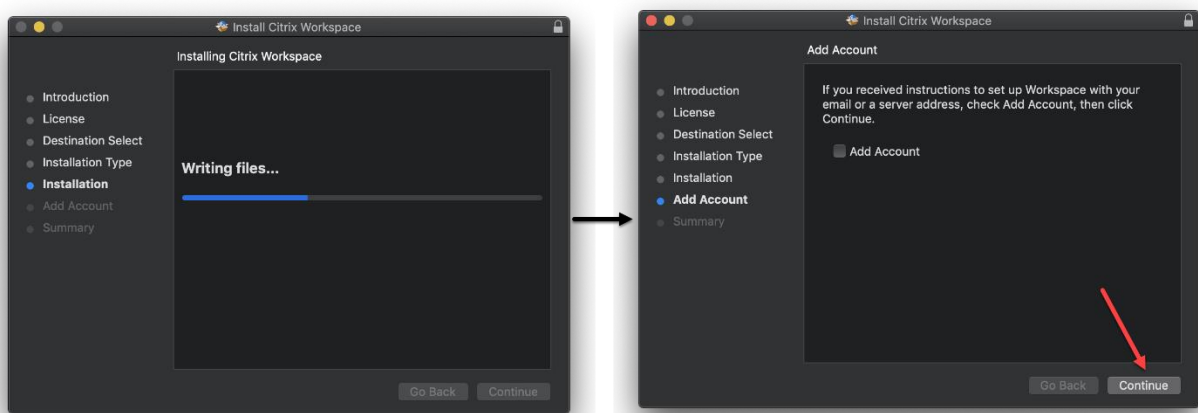 Install Citrix Workspace
Installing Citrix Workspace
Introduction
License
Destination Select
Installation Type
Installation
Add Account
Summary
Writing files...
Go Back
Continue
Install Citrix Workspace
Add Account
Introduction
License
Destination Select
Installation Type
Installation
Add Account
Summary
If you received instructions to set up Workspace with your
email or a server address, check Add Account, then click
Continue.
Add Account
Go Back
Continue